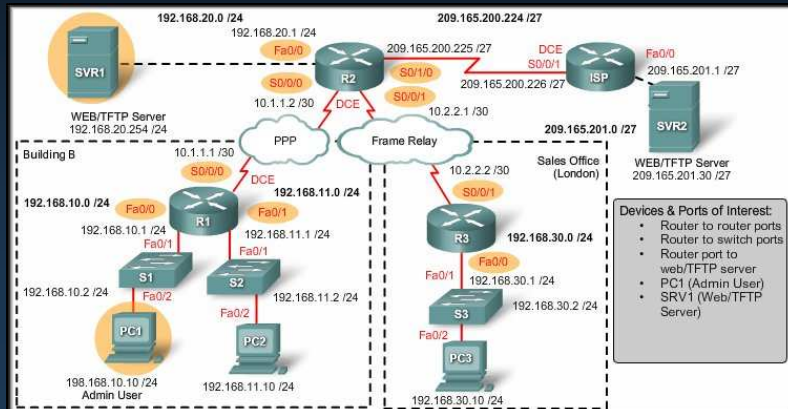 192.168.20.0 /24
209.165.200.224 /27
192.168.20.1 /24
Fa0/0
209.165.200.225 /27
DCE
S0/0/1
Fa0/0
SVR1
R2
ISP
S0/0/0
S0/1/0
209.165.200.226 /27
209.165.201.1 /27
DCE
S0/0/1
WEB/TFTP Server
192.168.20.254 /24
10.1.1.2 /30
10.2.2.1 /30
SVR2
PPP
Frame Relay
209.165.201.0 /27
Building B
Sales Office
(London)
WEB/TFTP Server
209.165.201.30 /27
10.1.1.1 /30
10.2.2.2 /30
S0/0/0
DCE
192.168.11.0 /24
S0/0/1
192.168.10.0 /24
Fa0/0
R1
Fa0/1
R3
192.168.30.0 /24
192.168.10.1 /24
192.168.11.1 /24
Fa0/1
Fa0/1
Fa0/0
S1
S2
Fa0/1
192.168.30.1 /24
192.168.10.2 /24
Fa0/2
192.168.11.2 /24
S3
192.168.30.2 /24
Fa0/2
Fa0/2
PC1
PC2
PC3
198.168.10.10 /24
Admin User
192.168.11.10 /24
192.168.30.10 /24
Devices & Ports of Interest:
• Router to router ports
• Router to switch ports
• Router port to
web/TFTP server
• PC1 (Admin User)
• SRV1 (Web/TFTP
Server)